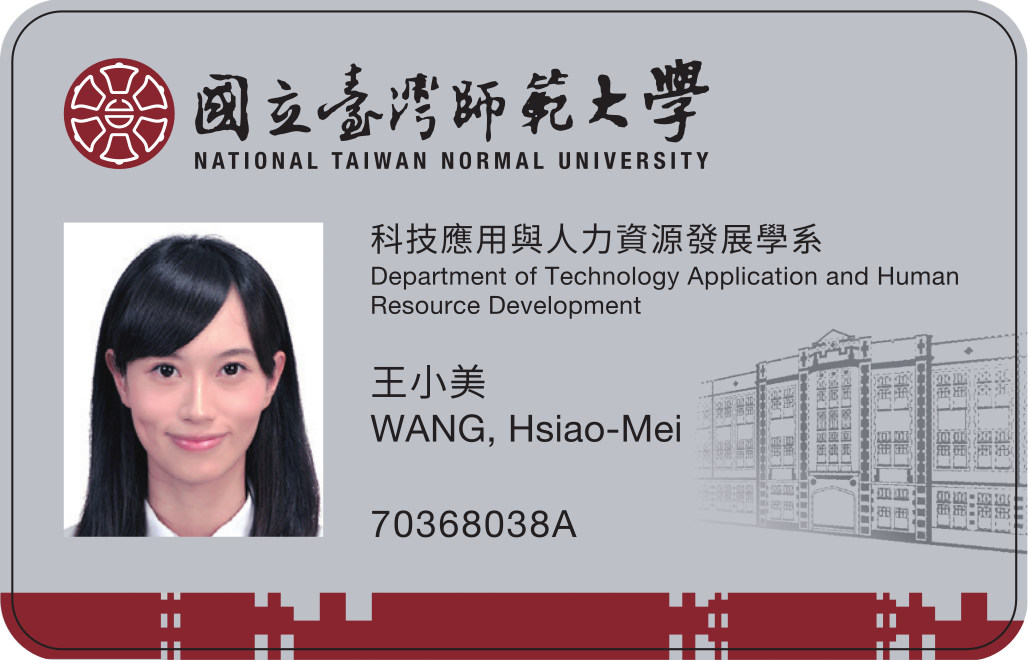 國立臺灣師範大學
NATIONAL TAIWAN NORMAL UNIVERSITY
科技應用與人力資源發展學系
Department of Technology Application and Human
Resource Development
王小美
WANG, Hsiao-Mei
70368038A